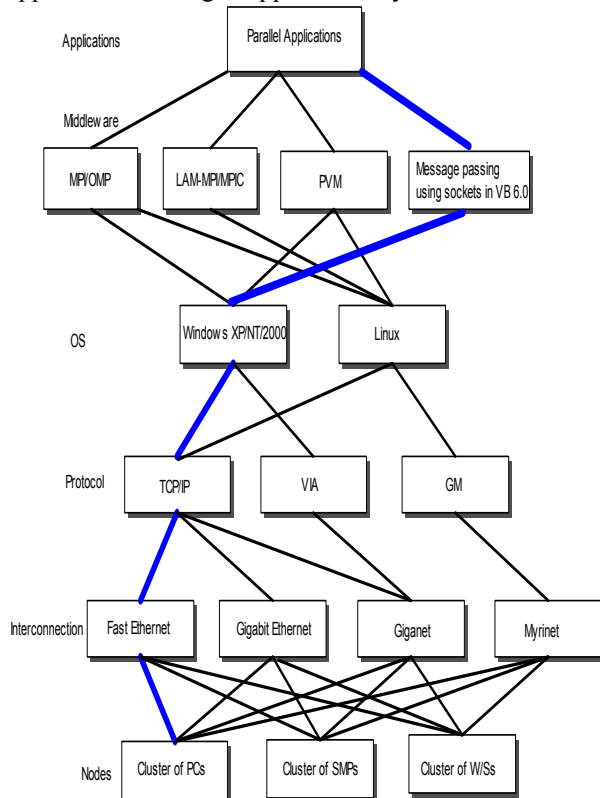 Applications
Parallel Applications
Middleware
MPI/OMP
LAM-MPI/MPIC
PVM
Message passing
using sockets in VB 6.0
OS
Windows XP/NT/2000
Linux
Protocol
TCP/IP
VIA
GM
Interconnection
Fast Ethernet
Gigabit Ethernet
Giganet
Myrinet
Nodes
Cluster of PCs
Cluster of SMPs
Cluster of W/Ss